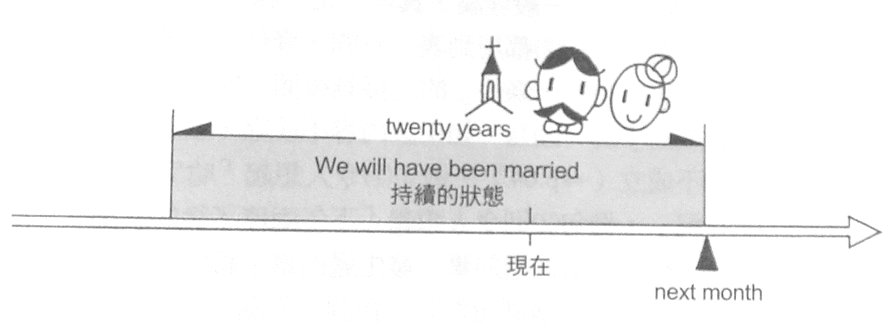 twenty years
We will have been married
持續的狀態
現在
next month